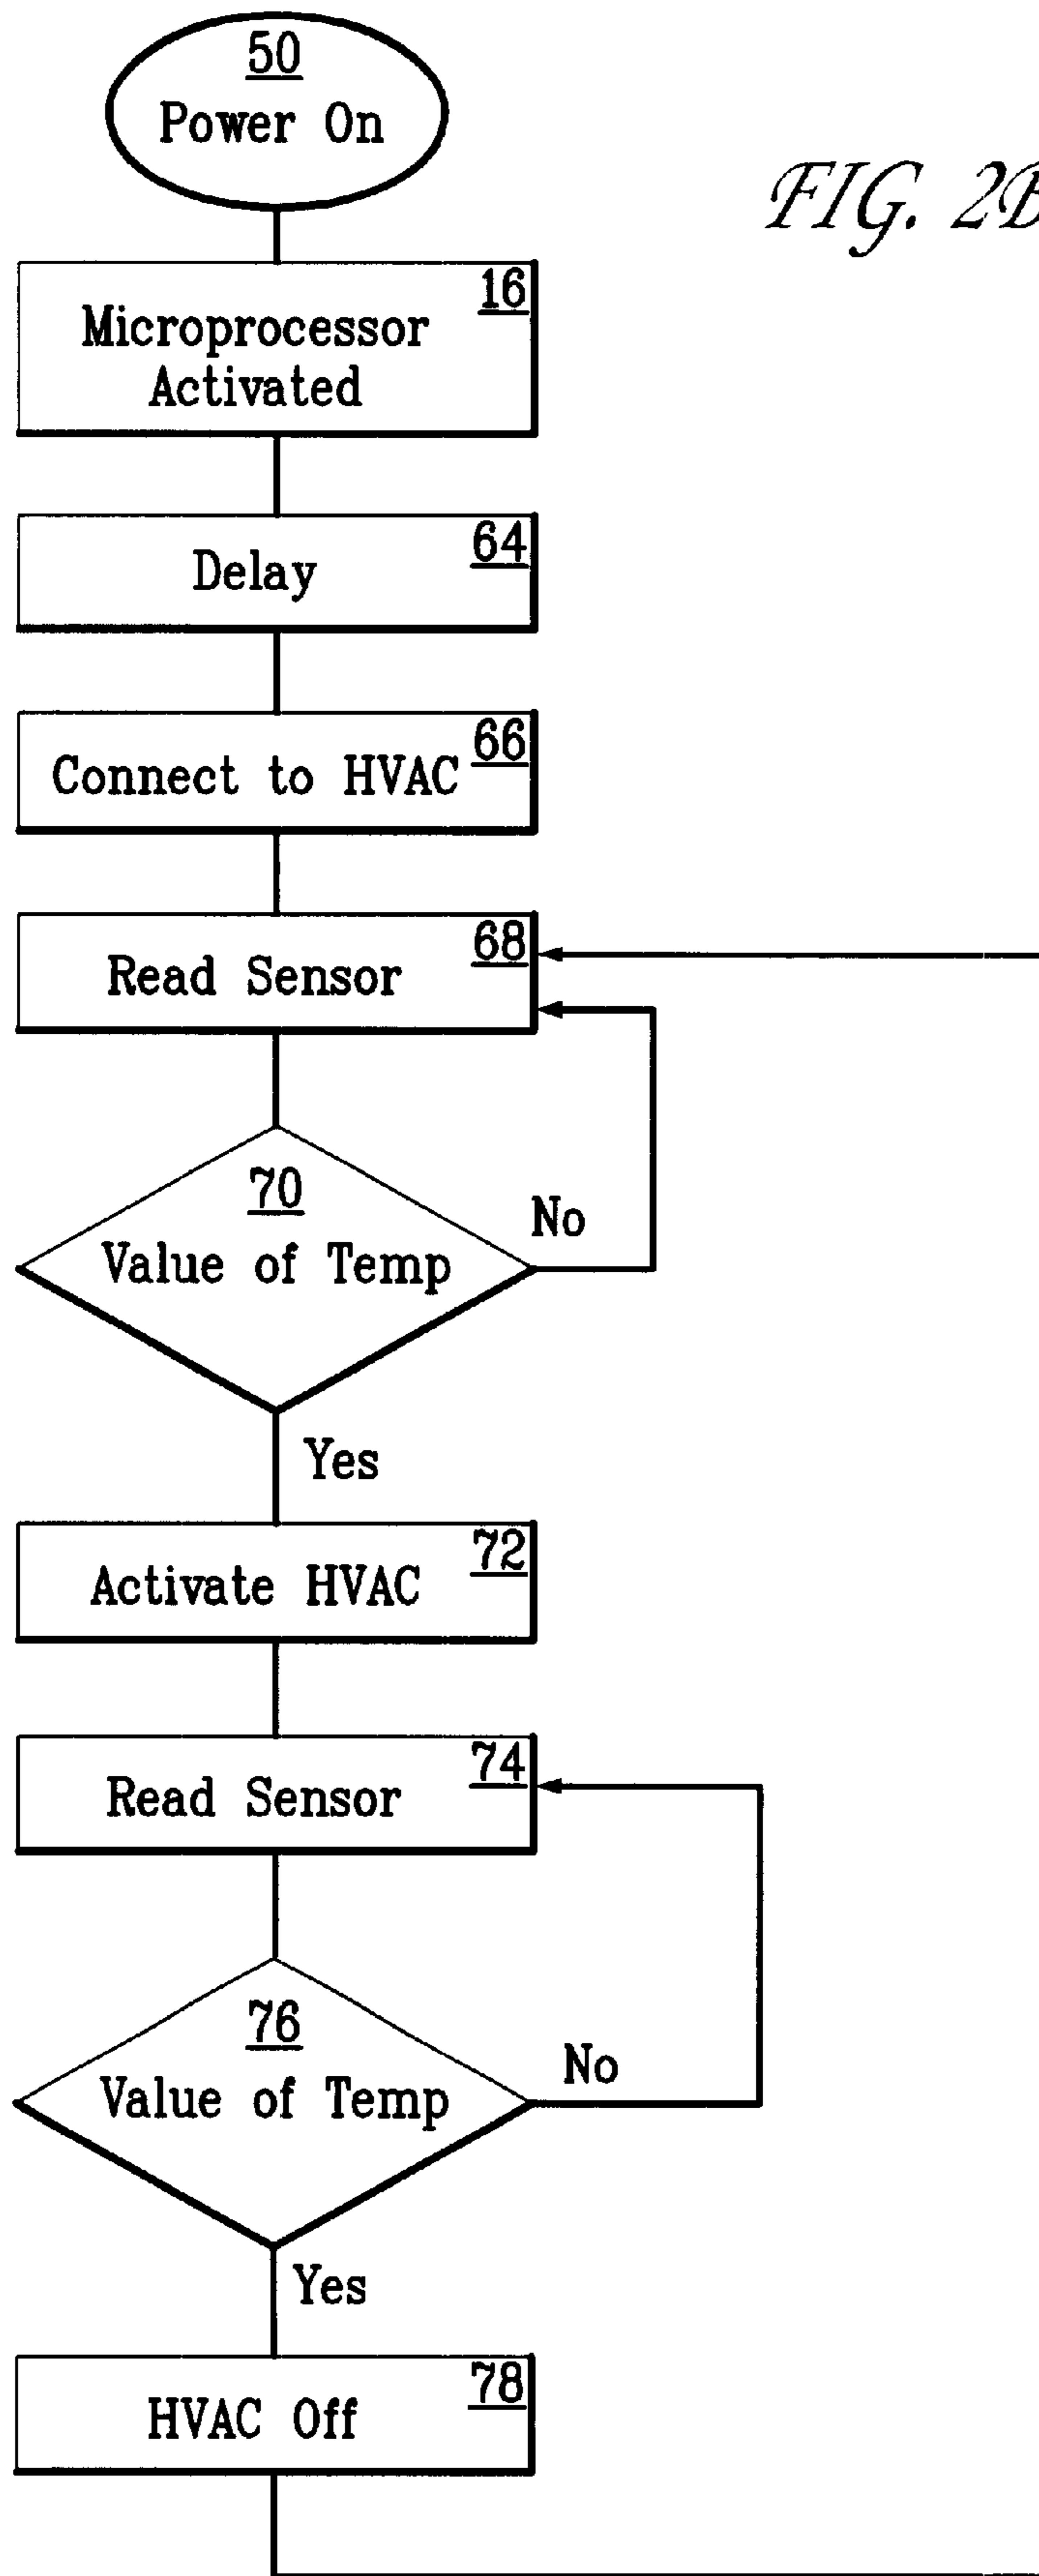 50
Power On
FIG. 2B
16
Microprocessor
Activated
64
Delay
66
Connect to HVAC
68
Read Sensor
70
Value of Temp
No
Yes
72
Activate HVAC
74
Read Sensor
76
Value of Temp
No
Yes
78
HVAC Off